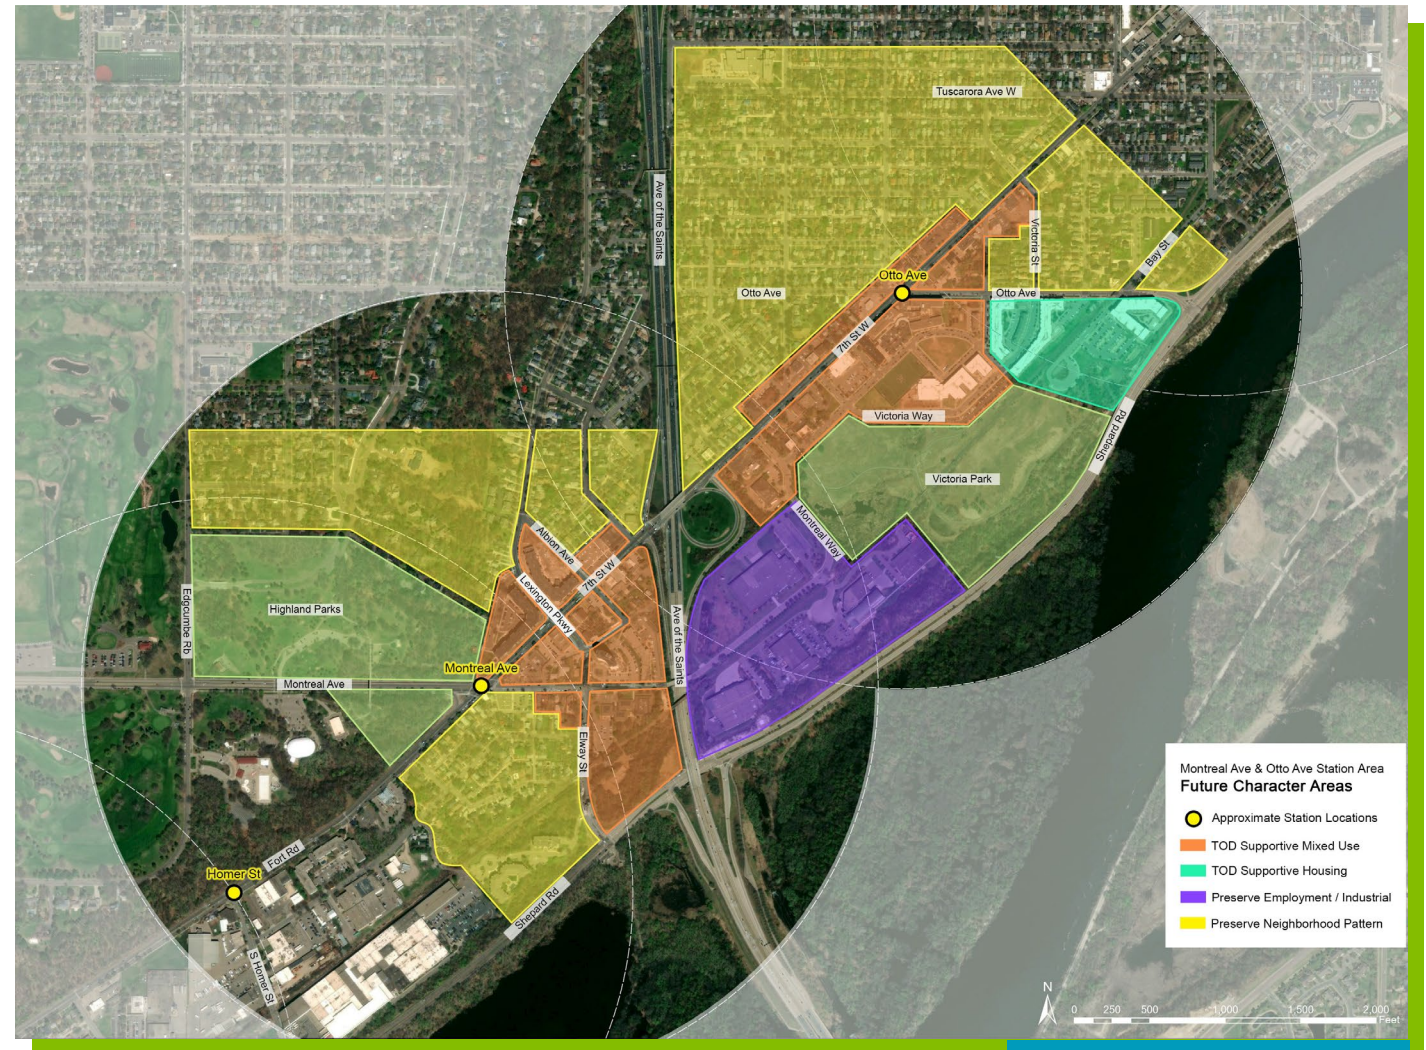 Tuscarora Ave W
Ave of the Saints
Victoria St
Bay St
Otto Ave
Otto Ave
Otto Ave
7th St W
Victoria Way
Shepard Rd
Victoria Park
Montreal Way
Albion Ave
7th St W
Lexington Pkwy
Highland Parks
Edgcumbe Rb
Ave of the Saints
Montreal Ave
Montreal Ave
Elway St
Fort Rd
Homer St
Shepard Rd
S Homer St
Montreal Ave & Otto Ave Station Area
Future Character Areas
Approximate Station Locations
TOD Supportive Mixed Use
TOD Supportive Housing
Preserve Employment / Industrial
Preserve Neighborhood Pattern
N
0 250 500 1,000 1,500 2,000
Feet